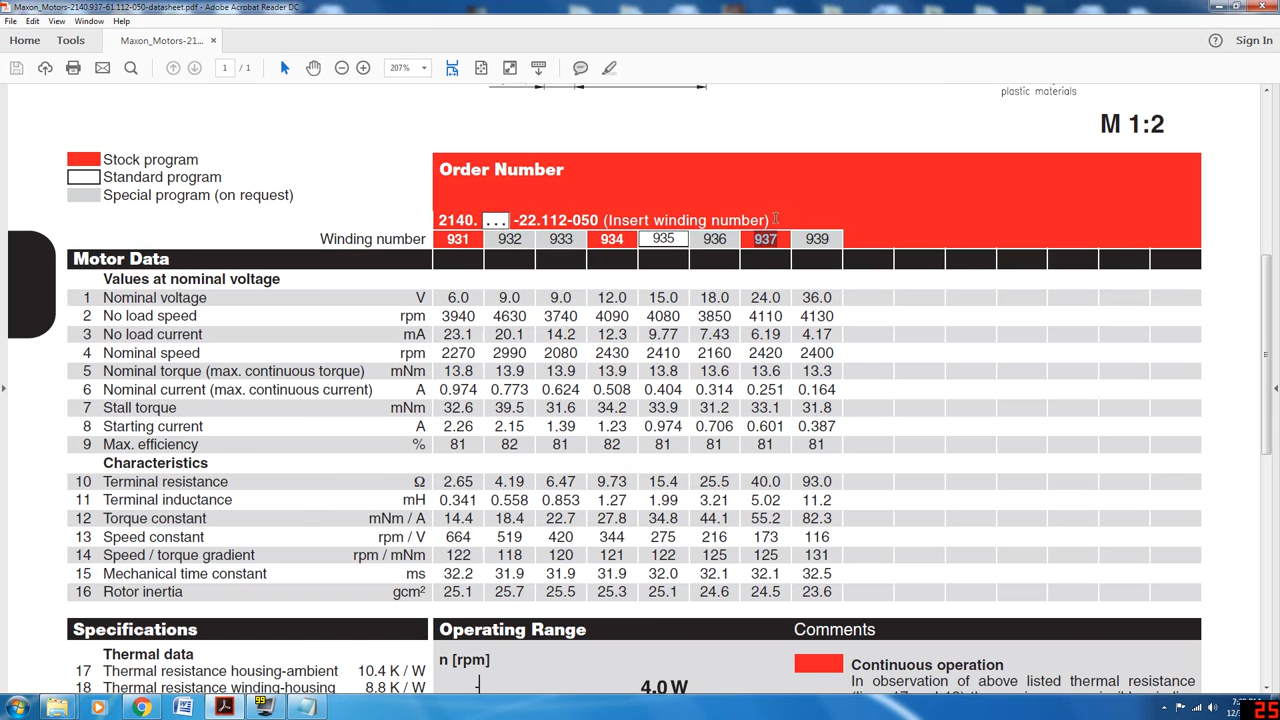 Maxon_Motors-2140.937-61.112-050-datasheet.pdf - Adobe Acrobat Reader DC
File Edit View Window Help
Home Tools Maxon_Motors-21... × Sign In
1 / 1 207%
plastic materials
M 1:2
Stock program
Standard program
Special program (on request)
Order Number
2140. ... -22.112-050 (Insert winding number)
Winding number 931 932 933 934 935 936 937 939
Motor Data
Values at nominal voltage
1 Nominal voltage V 6.0 9.0 9.0 12.0 15.0 18.0 24.0 36.0
2 No load speed rpm 3940 4630 3740 4090 4080 3850 4110 4130
3 No load current mA 23.1 20.1 14.2 12.3 9.77 7.43 6.19 4.17
4 Nominal speed rpm 2270 2990 2080 2430 2410 2160 2420 2400
5 Nominal torque (max. continuous torque) mNm 13.8 13.9 13.9 13.9 13.8 13.6 13.6 13.3
6 Nominal current (max. continuous current) A 0.974 0.773 0.624 0.508 0.404 0.314 0.251 0.164
7 Stall torque mNm 32.6 39.5 31.6 34.2 33.9 31.2 33.1 31.8
8 Starting current A 2.26 2.15 1.39 1.23 0.974 0.706 0.601 0.387
9 Max. efficiency % 81 82 81 82 81 81 81 81
Characteristics
10 Terminal resistance Ω 2.65 4.19 6.47 9.73 15.4 25.5 40.0 93.0
11 Terminal inductance mH 0.341 0.558 0.853 1.27 1.99 3.21 5.02 11.2
12 Torque constant mNm / A 14.4 18.4 22.7 27.8 34.8 44.1 55.2 82.3
13 Speed constant rpm / V 664 519 420 344 275 216 173 116
14 Speed / torque gradient rpm / mNm 122 118 120 121 122 125 125 131
15 Mechanical time constant ms 32.2 31.9 31.9 31.9 32.0 32.1 32.1 32.5
16 Rotor inertia gcm² 25.1 25.7 25.5 25.3 25.1 24.6 24.5 23.6
Specifications Operating Range Comments
Thermal data
17 Thermal resistance housing-ambient 10.4 K / W
18 Thermal resistance winding-housing 8.8 K / W
n [rpm]
4.0 W
Continuous operation
In observation of above listed thermal resistance
99
25